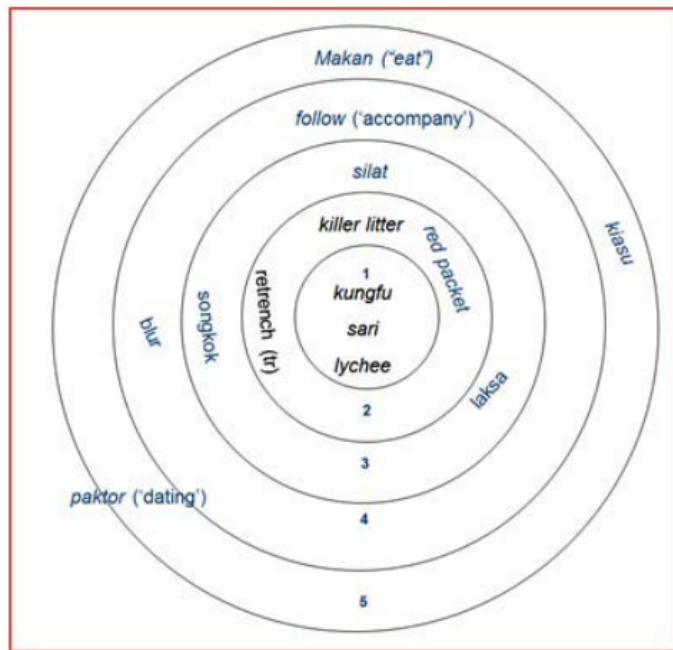 Makan (“eat”)
follow (‘accompany’)
silat
killer litter
red packet
kiasu
1
kungfu
sari
lychee
retrench (tr)
songkok
blur
laksa
2
3
paktor (‘dating’)
4
5